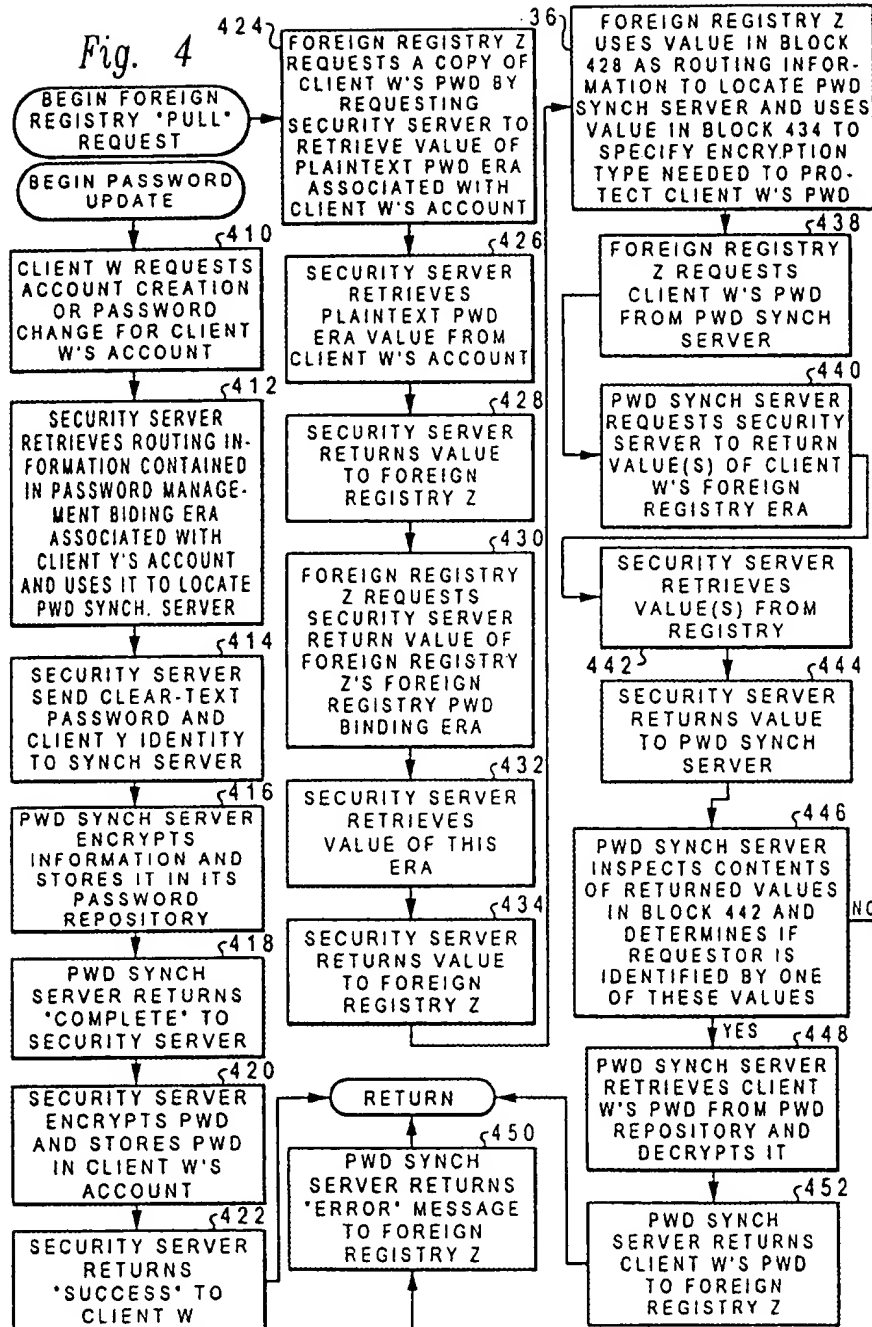 Fig. 4
BEGIN FOREIGN
REGISTRY "PULL"
REQUEST
BEGIN PASSWORD
UPDATE
410
CLIENT W REQUESTS
ACCOUNT CREATION
OR PASSWORD
CHANGE FOR CLIENT
W'S ACCOUNT
412
SECURITY SERVER
RETRIEVES ROUTING IN-
FORMATION CONTAINED
IN PASSWORD MANAGE-
MENT BIDING ERA
ASSOCIATED WITH
CLIENT Y'S ACCOUNT
AND USES IT TO LOCATE
PWD SYNCH. SERVER
414
SECURITY SERVER
SEND CLEAR-TEXT
PASSWORD AND
CLIENT Y IDENTITY
TO SYNCH SERVER
416
PWD SYNCH SERVER
ENCRYPTS
INFORMATION AND
STORES IT IN ITS
PASSWORD
REPOSITORY
418
PWD SYNCH
SERVER RETURNS
"COMPLETE" TO
SECURITY SERVER
420
SECURITY SERVER
ENCRYPTS PWD
AND STORES PWD
IN CLIENT W'S
ACCOUNT
422
SECURITY SERVER
RETURNS
"SUCCESS" TO
CLIENT W
424
FOREIGN REGISTRY Z
REQUESTS A COPY OF
CLIENT W'S PWD BY
REQUESTING
SECURITY SERVER TO
RETRIEVE VALUE OF
PLAINTEXT PWD ERA
ASSOCIATED WITH
CLIENT W'S ACCOUNT
426
SECURITY SERVER
RETRIEVES
PLAINTEXT PWD
ERA VALUE FROM
CLIENT W'S ACCOUNT
428
SECURITY SERVER
RETURNS VALUE
TO FOREIGN
REGISTRY Z
430
FOREIGN REGISTRY
Z REQUESTS
SECURITY SERVER
RETURN VALUE OF
FOREIGN REGISTRY
Z'S FOREIGN
REGISTRY PWD
BINDING ERA
432
SECURITY SERVER
RETRIEVES
VALUE OF THIS
ERA
434
SECURITY SERVER
RETURNS VALUE
TO FOREIGN
REGISTRY Z
36
FOREIGN REGISTRY Z
USES VALUE IN BLOCK
428 AS ROUTING INFOR-
MATION TO LOCATE PWD
SYNCH SERVER AND USES
VALUE IN BLOCK 434 TO
SPECIFY ENCRYPTION
TYPE NEEDED TO PRO-
TECT CLIENT W'S PWD
438
FOREIGN REGISTRY
Z REQUESTS
CLIENT W'S PWD
FROM PWD SYNCH
SERVER
440
PWD SYNCH SERVER
REQUESTS SECURITY
SERVER TO RETURN
VALUE(S) OF CLIENT
W'S FOREIGN
REGISTRY ERA
SECURITY SERVER
RETRIEVES
VALUE(S) FROM
REGISTRY
442
444
SECURITY SERVER
RETURNS VALUE
TO PWD SYNCH
SERVER
446
PWD SYNCH SERVER
INSPECTS CONTENTS
OF RETURNED VALUES
IN BLOCK 442 AND
DETERMINES IF
REQUESTOR IS
IDENTIFIED BY ONE
OF THESE VALUES
NO
YES
448
PWD SYNCH SERVER
RETRIEVES CLIENT
W'S PWD FROM PWD
REPOSITORY AND
DECRYPTS IT
452
PWD SYNCH
SERVER RETURNS
CLIENT W'S PWD
TO FOREIGN
REGISTRY Z
RETURN
450
PWD SYNCH
SERVER RETURNS
"ERROR" MESSAGE
TO FOREIGN
REGISTRY Z